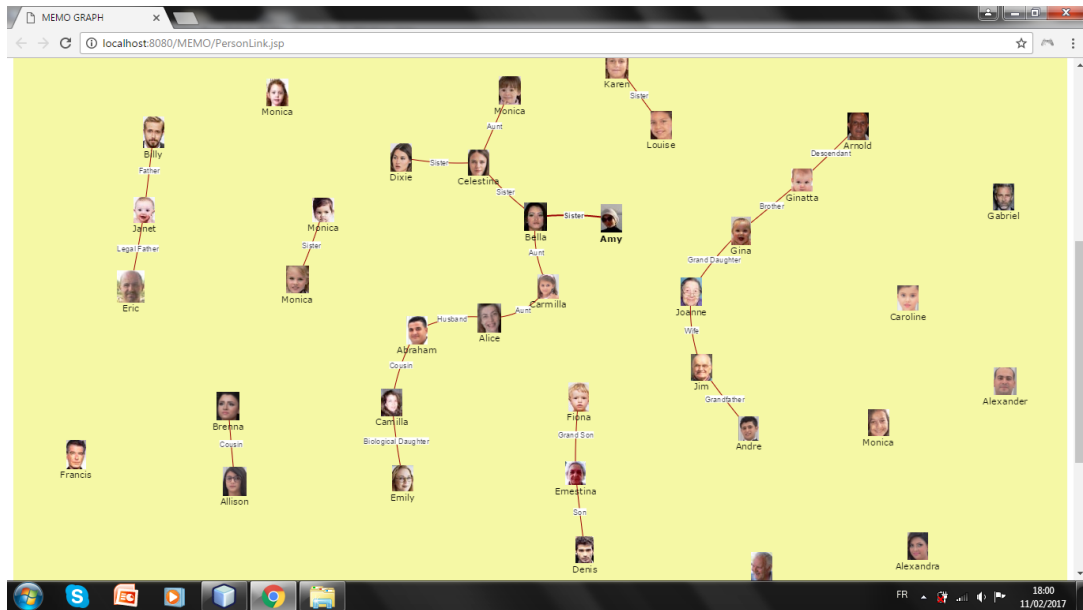 MEMO GRAPH
localhost:8080/MEMO/PersonLink.jsp
Karen
Sister
Louise
Monica
Monica
Aunt
Billy
Father
Janet
Legal Father
Eric
Dixie
Sister
Celestina
Sister
Bella
Sister
Amy
Aunt
Carmilla
Aunt
Alice
Husband
Abraham
Cousin
Camilla
Biological Daughter
Emily
Monica
Sister
Monica
Arnold
Descendant
Ginatta
Brother
Gina
Grand Daughter
Joanne
Wife
Jim
Grandfather
Andre
Gabriel
Caroline
Alexander
Monica
Alexandra
Brenna
Cousin
Allison
Francis
Fiona
Grand Son
Ernestina
Son
Denis
FR
18:00
11/02/2017